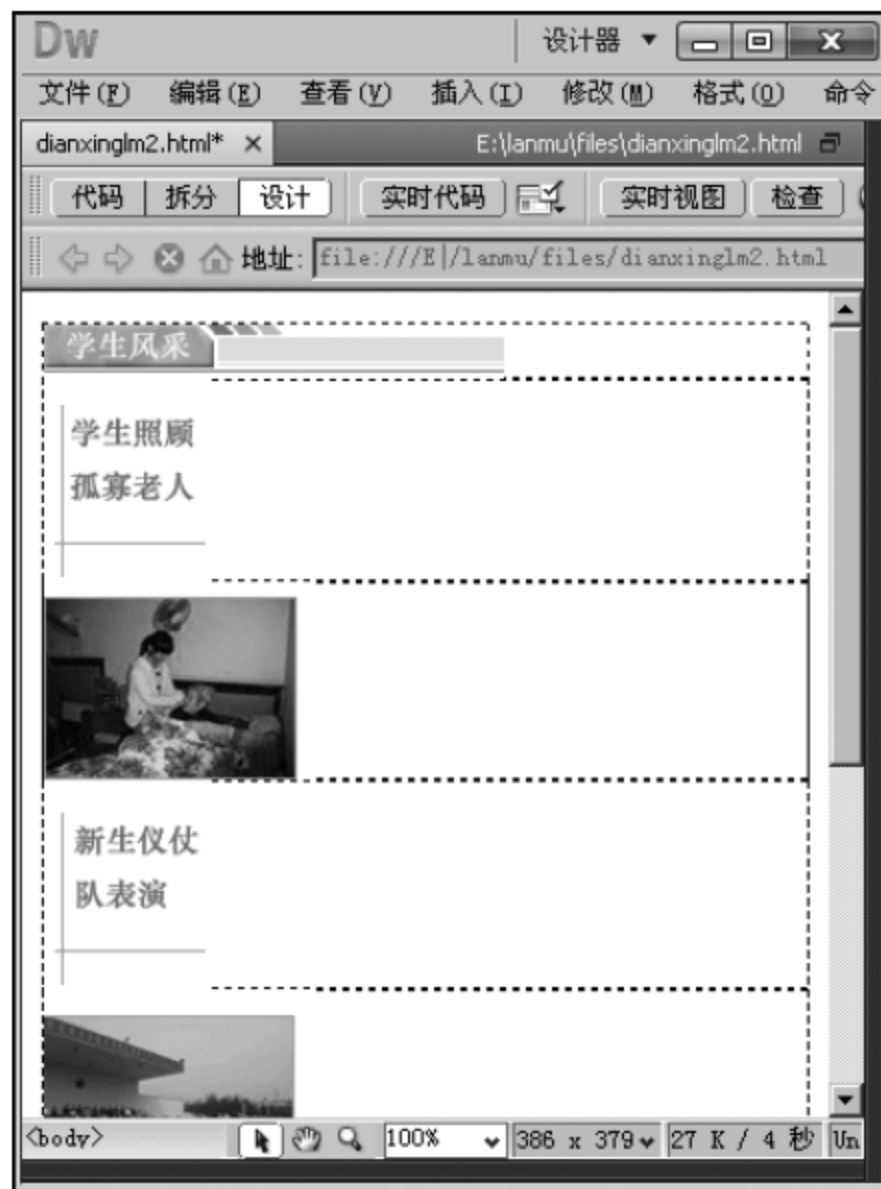 Dw 设计器
文件(F) 编辑(E) 查看(V) 插入(I) 修改(M) 格式(O) 命令
dianxinglm2.html* × E:\lanmu\files\dianxinglm2.html
代码 拆分 设计 实时代码 实时视图 检查
地址: file:///E|/lanmu/files/dianxinglm2.html
学生风采
学生照顾
孤寡老人
新生仪仗
队表演
<body> 100% 386 x 379 27 K / 4 秒 Un